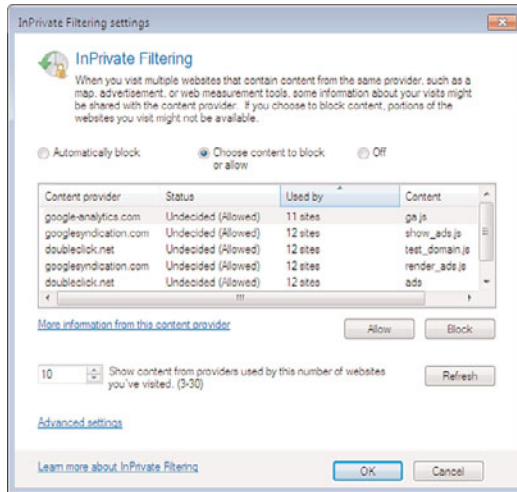 InPrivate Filtering settings
InPrivate Filtering
When you visit multiple websites that contain content from the same provider, such as a
map, advertisement, or web measurement tools, some information about your visits might
be shared with the content provider. If you choose to block content, portions of the
websites you visit might not be available.
Automatically block Choose content to block Off
or allow
Content provider Status Used by Content
google-analytics.com Undecided (Allowed) 11 sites ga.js
googlesyndication.com Undecided (Allowed) 12 sites show_ads.js
doubleclick.net Undecided (Allowed) 12 sites test_domain.js
googlesyndication.com Undecided (Allowed) 12 sites render_ads.js
doubleclick.net Undecided (Allowed) 12 sites ads
More information from this content provider Allow Block
10 Show content from providers used by this number of websites
you've visited. (3-30) Refresh
Advanced settings
Learn more about InPrivate Filtering OK Cancel